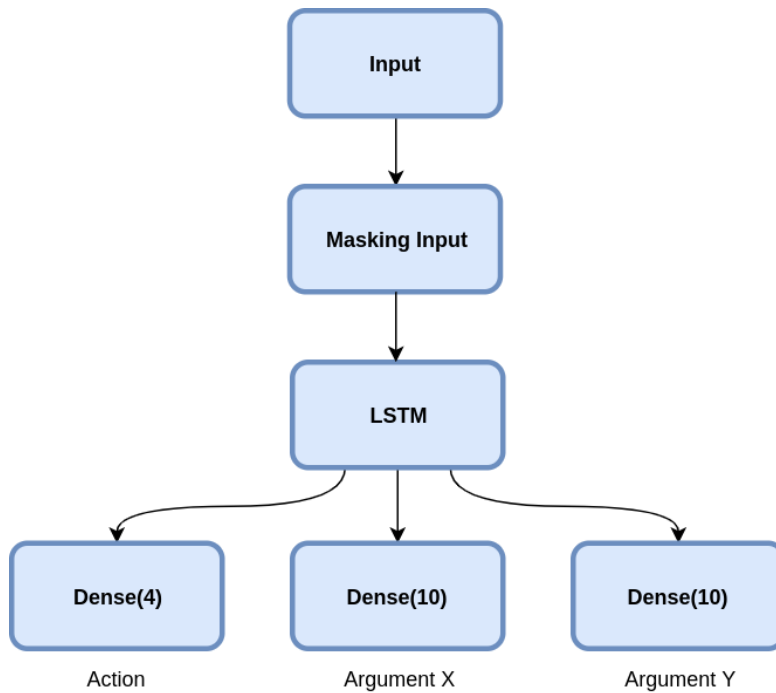 Input
Masking Input
LSTM
Dense(4)
Dense(10)
Dense(10)
Action
Argument X
Argument Y